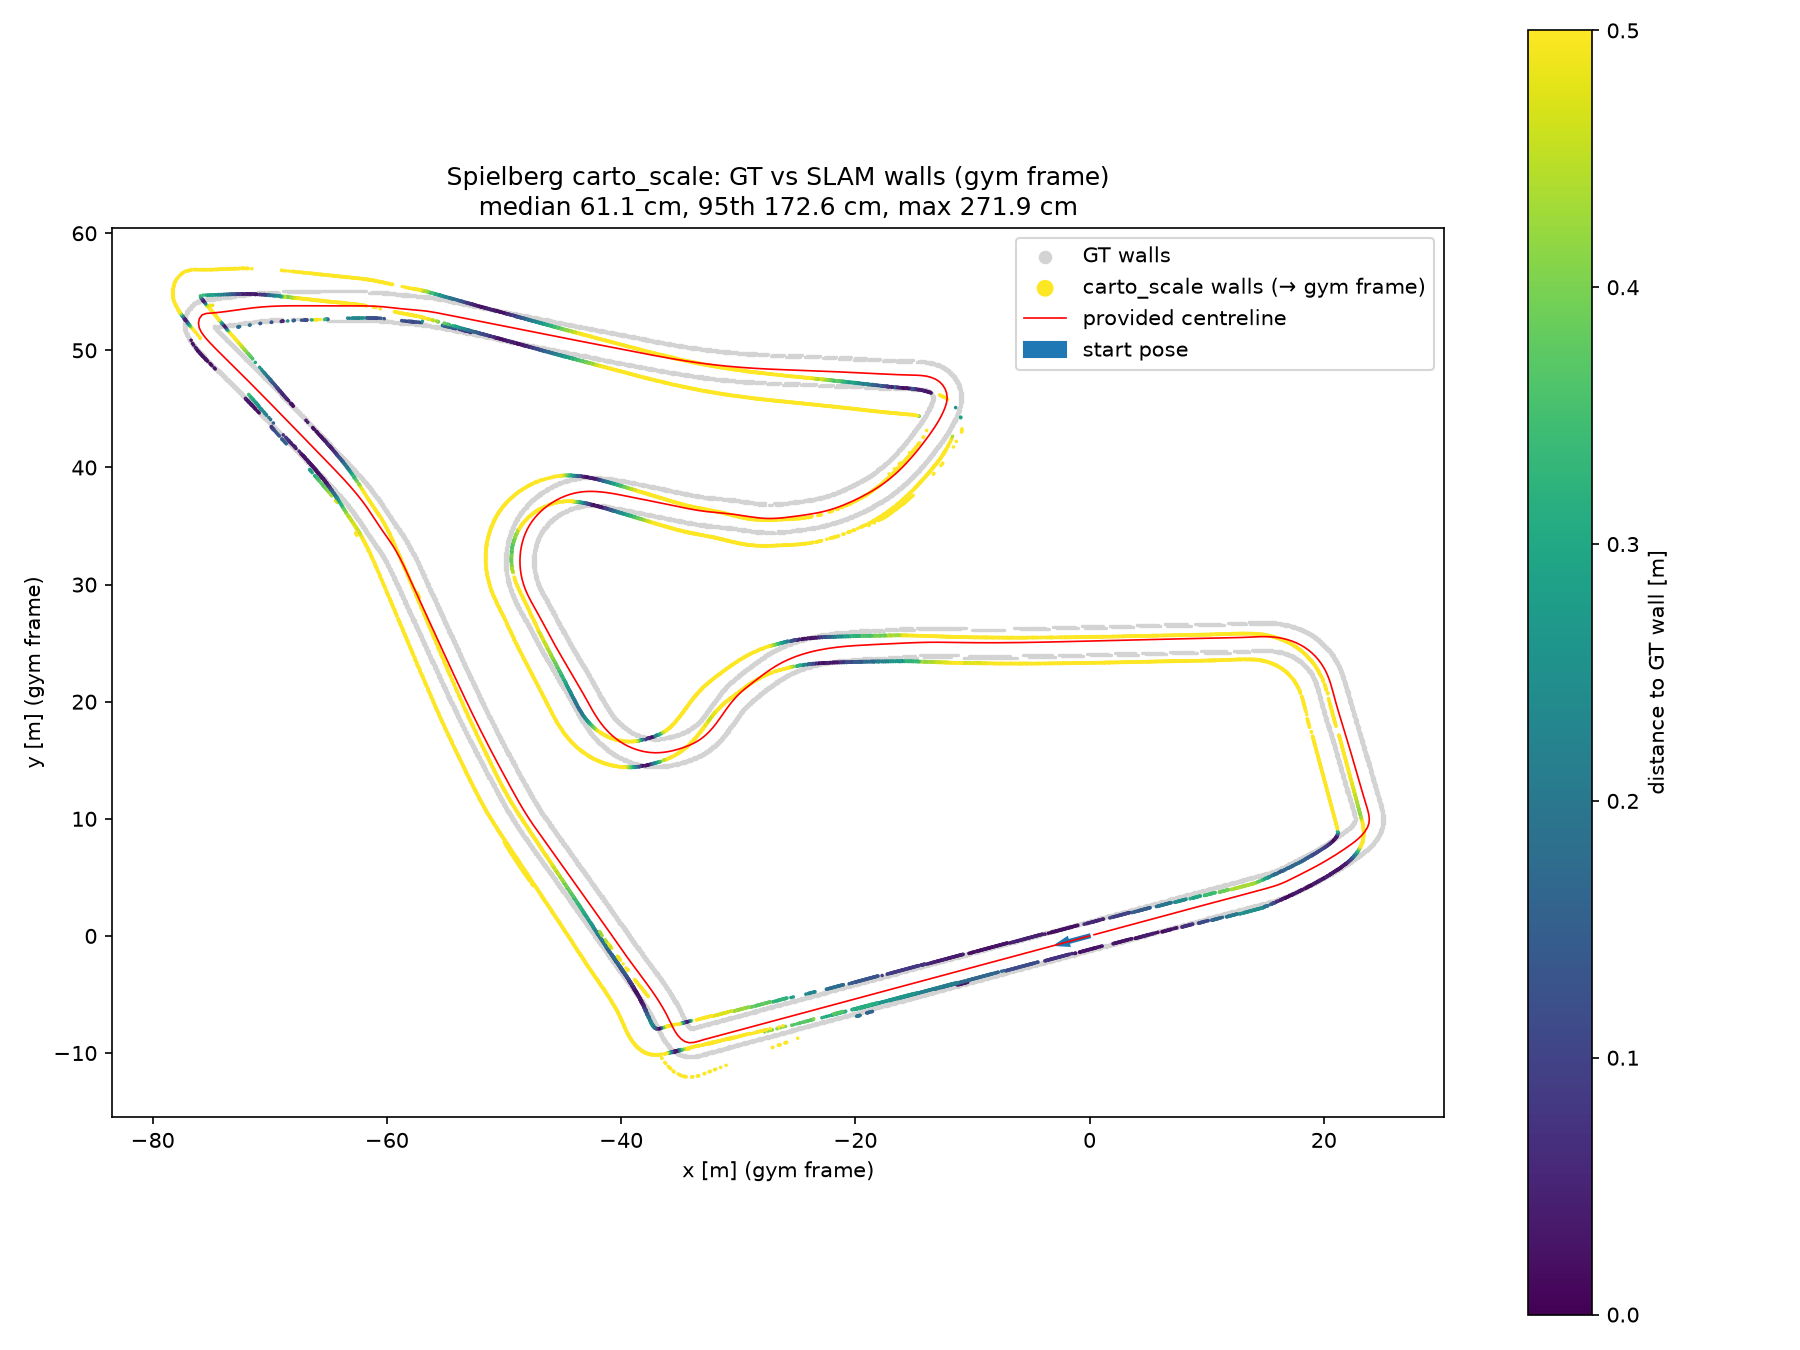 Spielberg carto_scale: GT vs SLAM walls (gym frame)
median 61.1 cm, 95th 172.6 cm, max 271.9 cm
GT walls
carto_scale walls (→ gym frame)
provided centreline
start pose
60
50
40
30
20
10
0
−10
y [m] (gym frame)
−80
−60
−40
−20
0
20
x [m] (gym frame)
0.5
0.4
0.3
0.2
0.1
0.0
distance to GT wall [m]